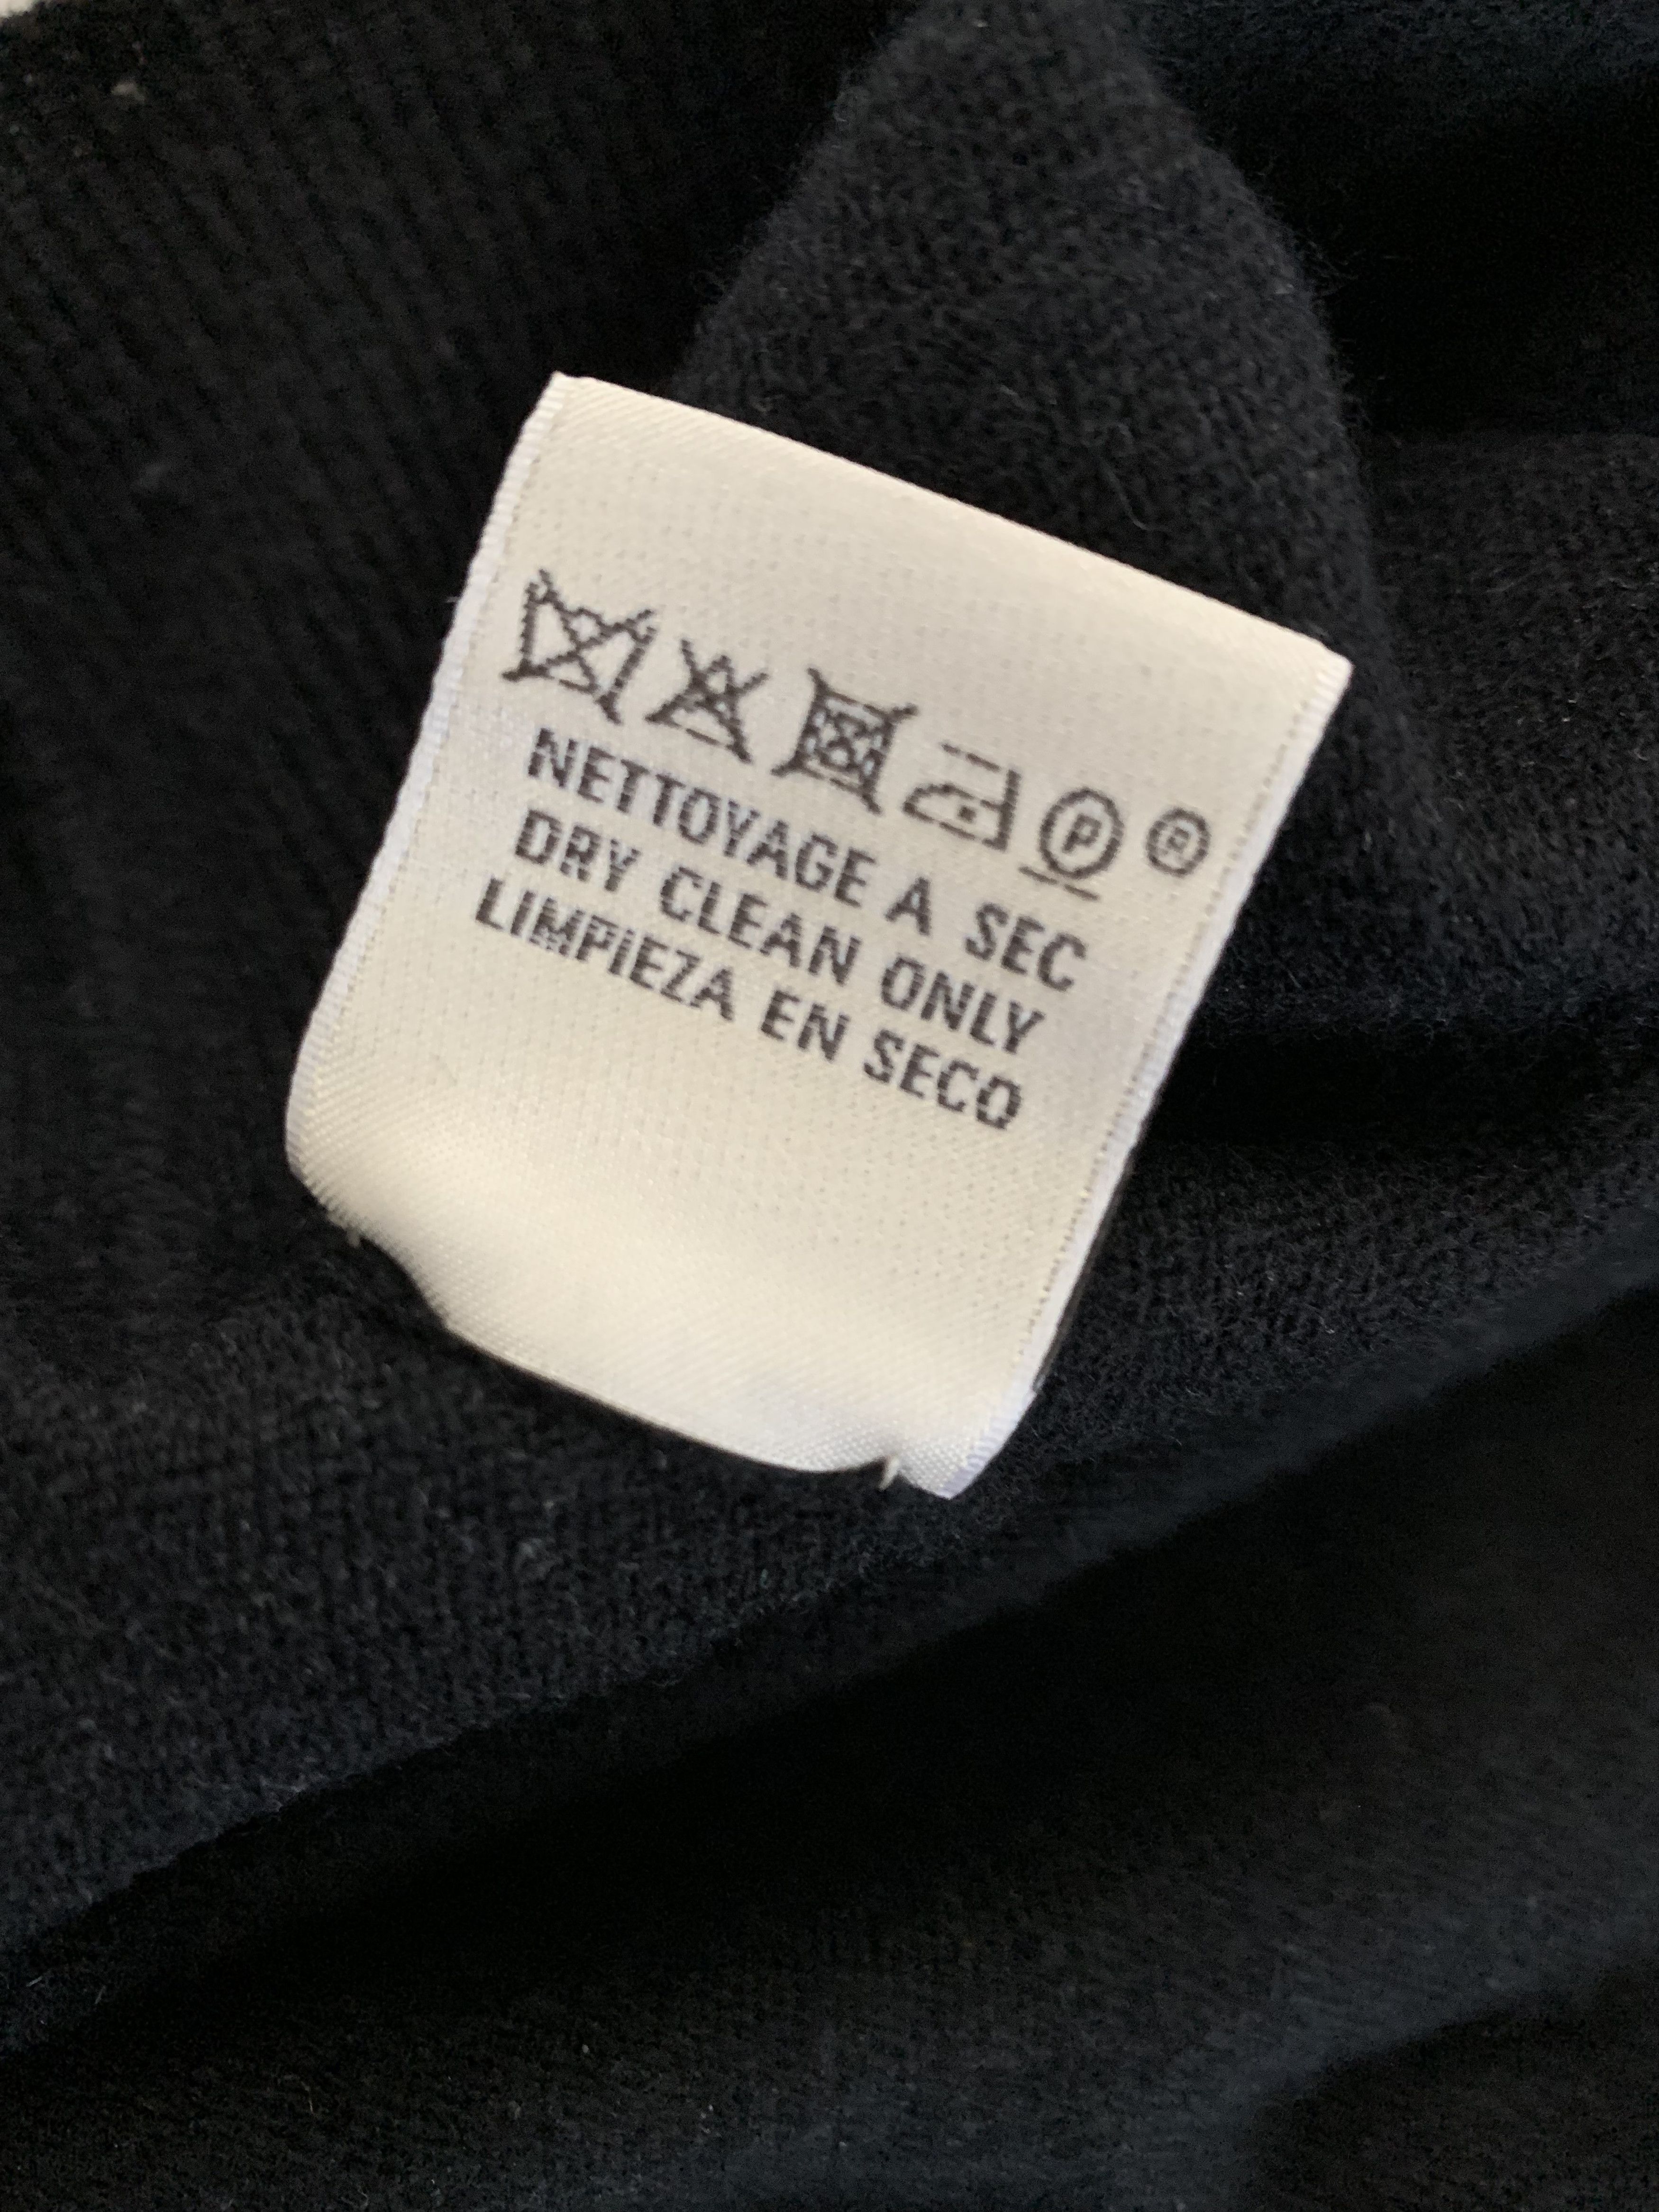 P ®
NETTOYAGE A SEC
DRY CLEAN ONLY
LIMPIEZA EN SECO